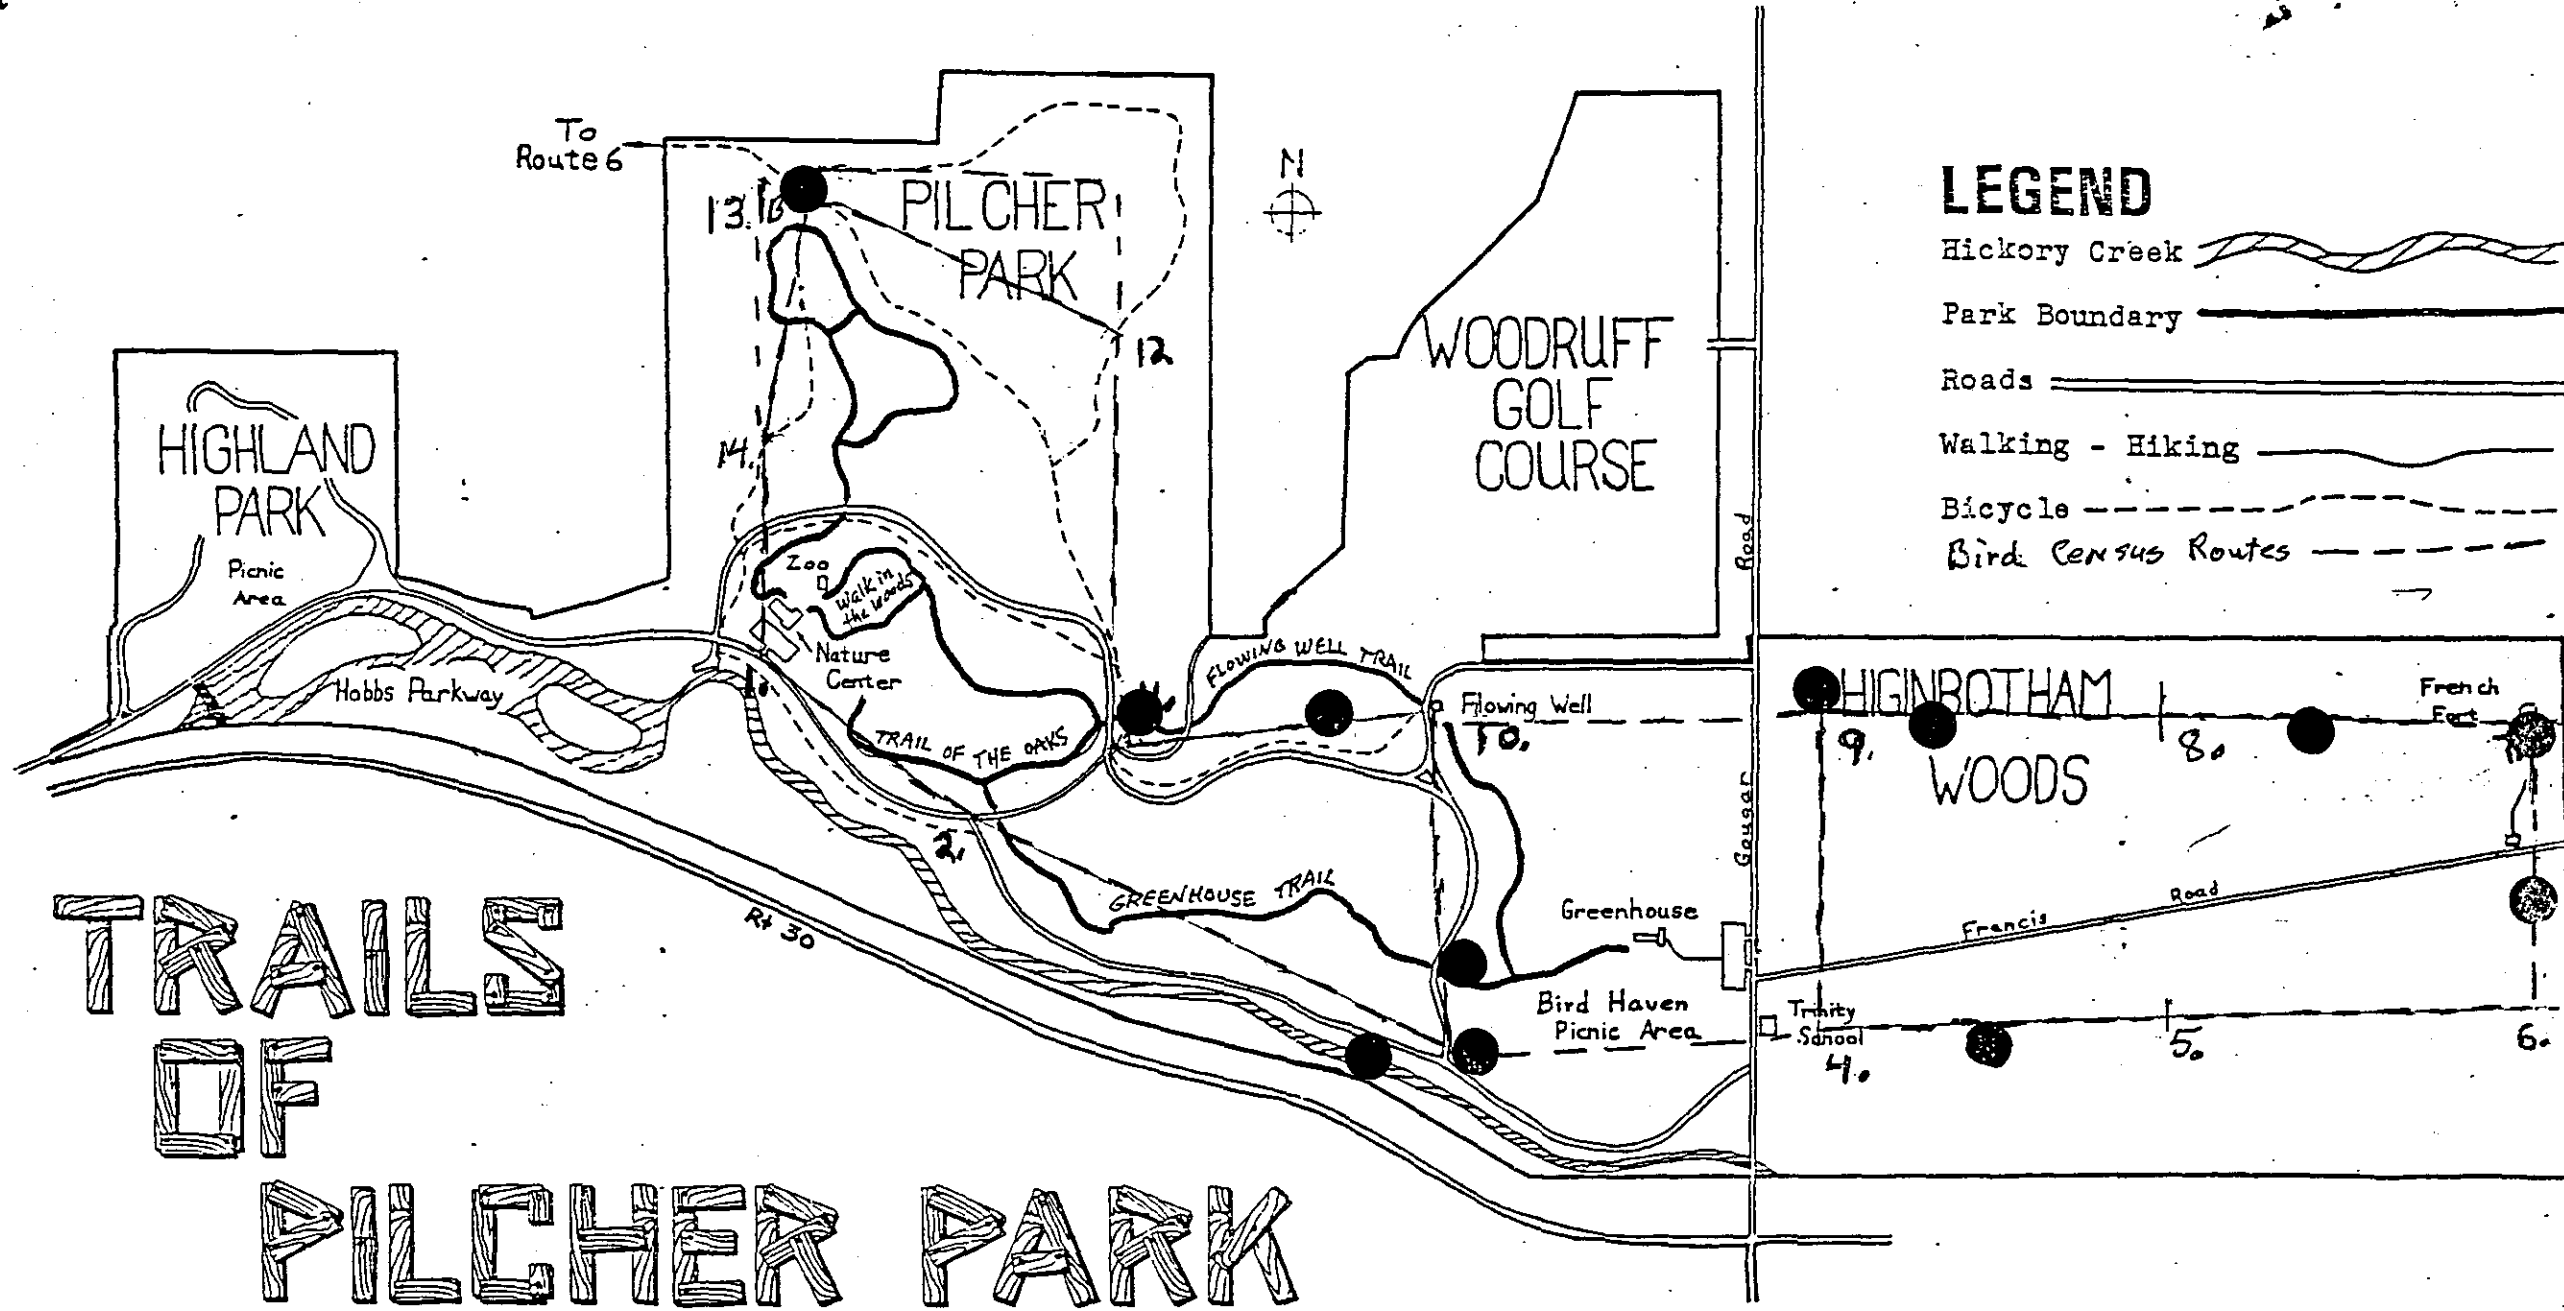 To
Route 6
PILCHER
PARK
13.
12
14.
N
WOODRUFF
GOLF
COURSE
LEGEND
Hickory Creek
Park Boundary
Roads
Walking - Hiking
Bicycle
Bird Census Routes
HIGHLAND
PARK
Picnic
Area
Hobbs Parkway
Zoo
Walk in
the woods
Nature
Center
TRAIL OF THE OAKS
FLOWING WELL TRAIL
Flowing Well
10.
Gougar Road
HIGINBOTHAM
WOODS
French
Fort
9.
8.
2.
GREENHOUSE TRAIL
Greenhouse
Francis Road
Bird Haven
Picnic Area
Trinity
School
4.
5.
6.
Rt 30
TRAILS
OF
PILCHER PARK